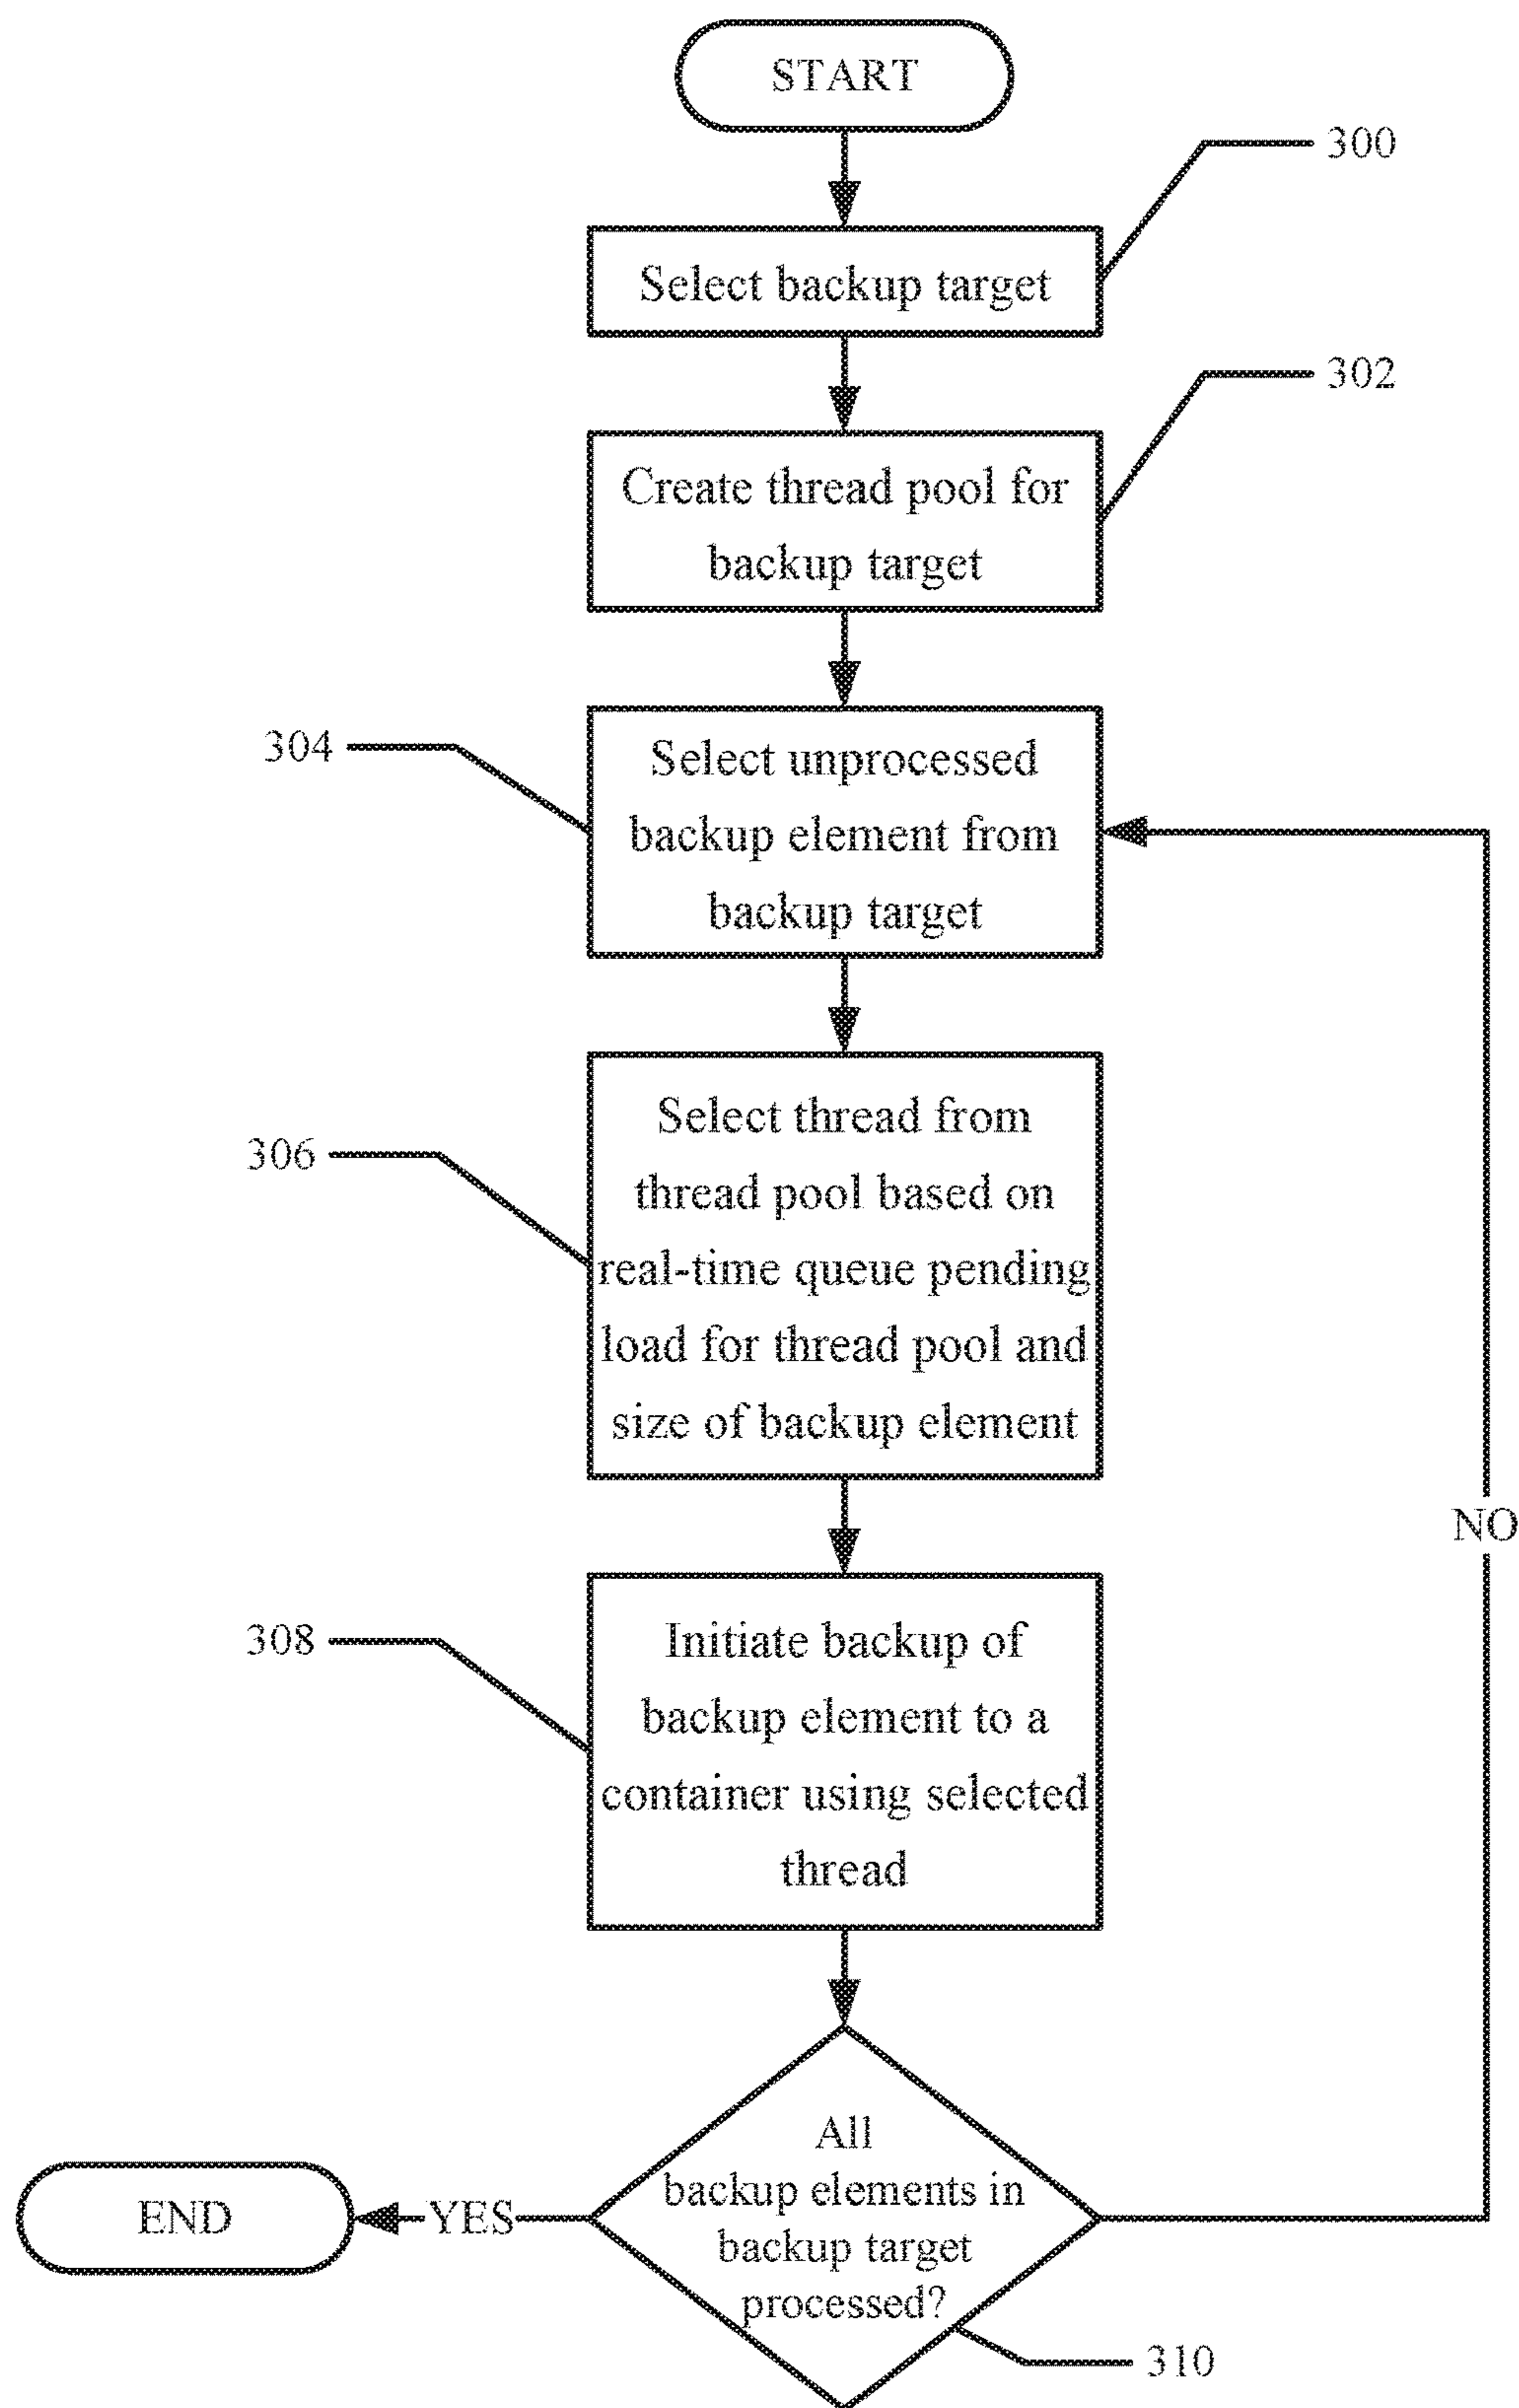 START
300
Select backup target
302
Create thread pool for
backup target
304
Select unprocessed
backup element from
backup target
306
Select thread from
thread pool based on
real-time queue pending
load for thread pool and
size of backup element
NO
308
Initiate backup of
backup element to a
container using selected
thread
All
backup elements in
backup target
processed?
END
YES
310